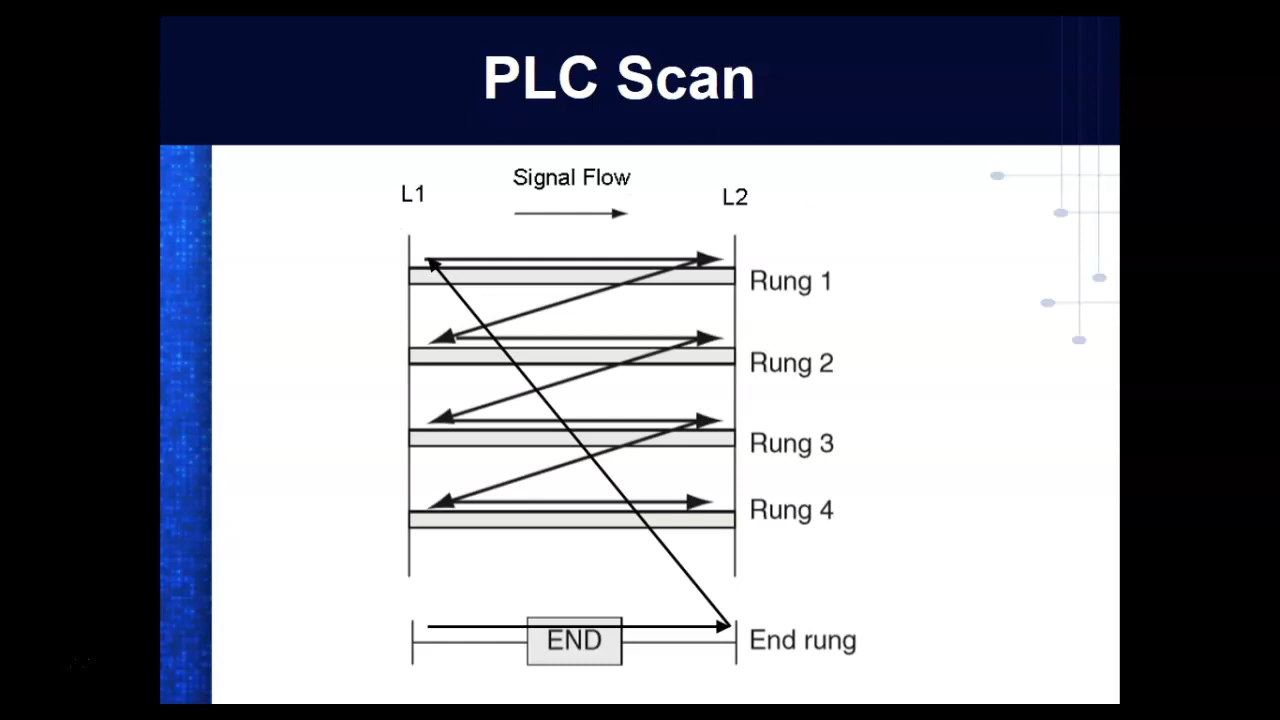 PLC Scan
Signal Flow
L1
L2
Rung 1
Rung 2
Rung 3
Rung 4
END
End rung